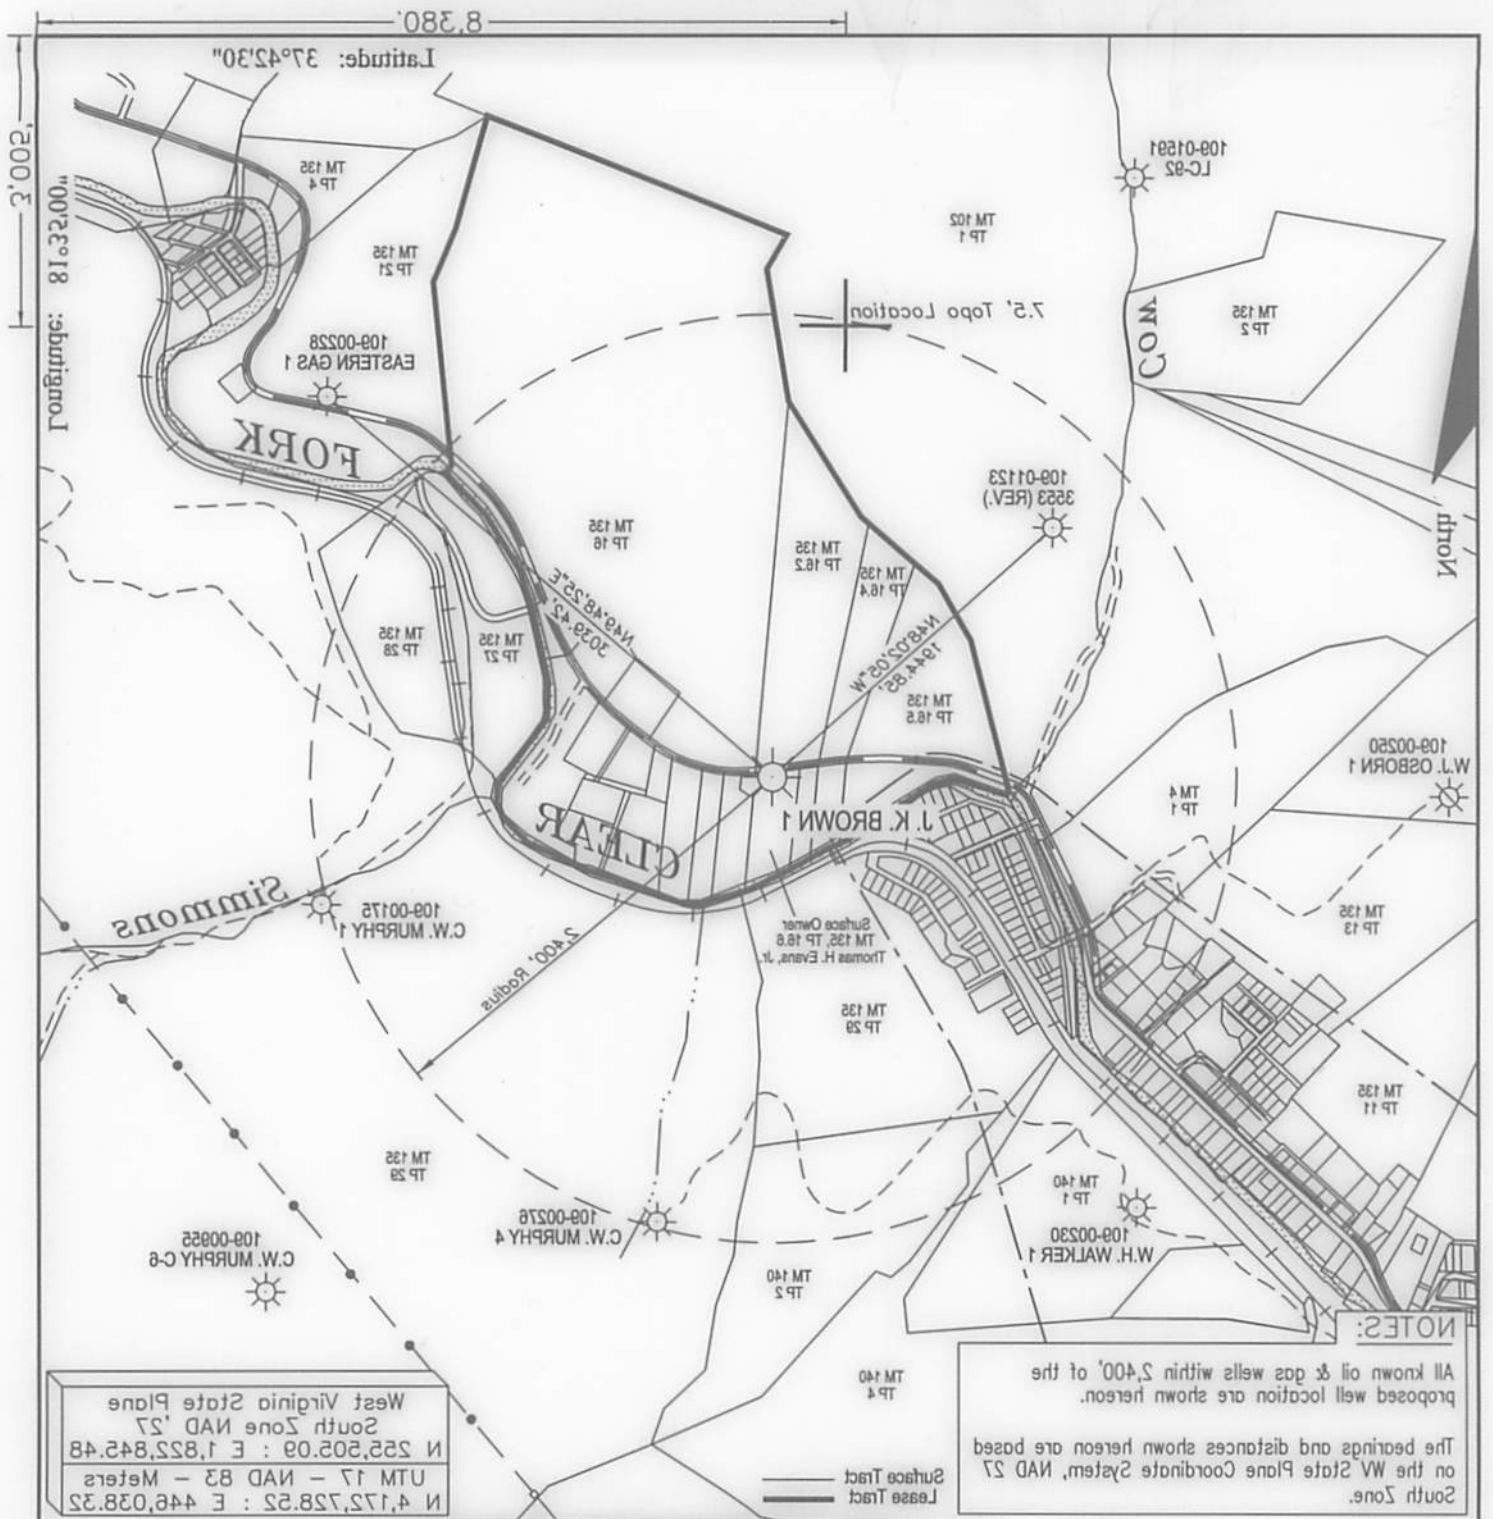 8,380'
Latitude: 37°42'30"
3,005'
Longitude: 81°35'00"
109-01591
LC-92
TM 102
TP 1
TM 135
TP 4
TM 135
TP 21
TM 135
TP 2
Cow
7.5' Topo Location
109-00228
EASTERN GAS 1
FORK
109-01123
3553 (REV.)
North
TM 135
TP 16
TM 135
TP 16.2
TM 135
TP 16.4
N49°48'25"E
3039.42'
N48°02'05"W
1944.85'
TM 135
TP 28
TM 135
TP 27
TM 135
TP 16.5
109-00250
W.J. OSBORN 1
TM 4
TP 1
J. K. BROWN 1
CLEAR
Simmons
109-00175
C.W. MURPHY 1
2,400' Radius
Surface Owner
TM 135, TP 16.6
Thomas H. Evans, Jr.
TM 135
TP 13
TM 135
TP 29
TM 135
TP 11
TM 135
TP 29
TM 140
TP 1
109-00230
W.H. WALKER 1
109-00276
C.W. MURPHY 4
109-00955
C.W. MURPHY C-6
TM 140
TP 2
TM 140
TP 4
NOTES:
All known oil & gas wells within 2,400' of the
proposed well location are shown hereon.
The bearings and distances shown hereon are based
on the WV State Plane Coordinate System, NAD 27
South Zone.
Surface Tract
Lease Tract
West Virginia State Plane
South Zone NAD '27
N 255,505.09 : E 1,822,845.48
UTM 17 - NAD 83 - Meters
N 4,172,728.52 : E 446,038.32